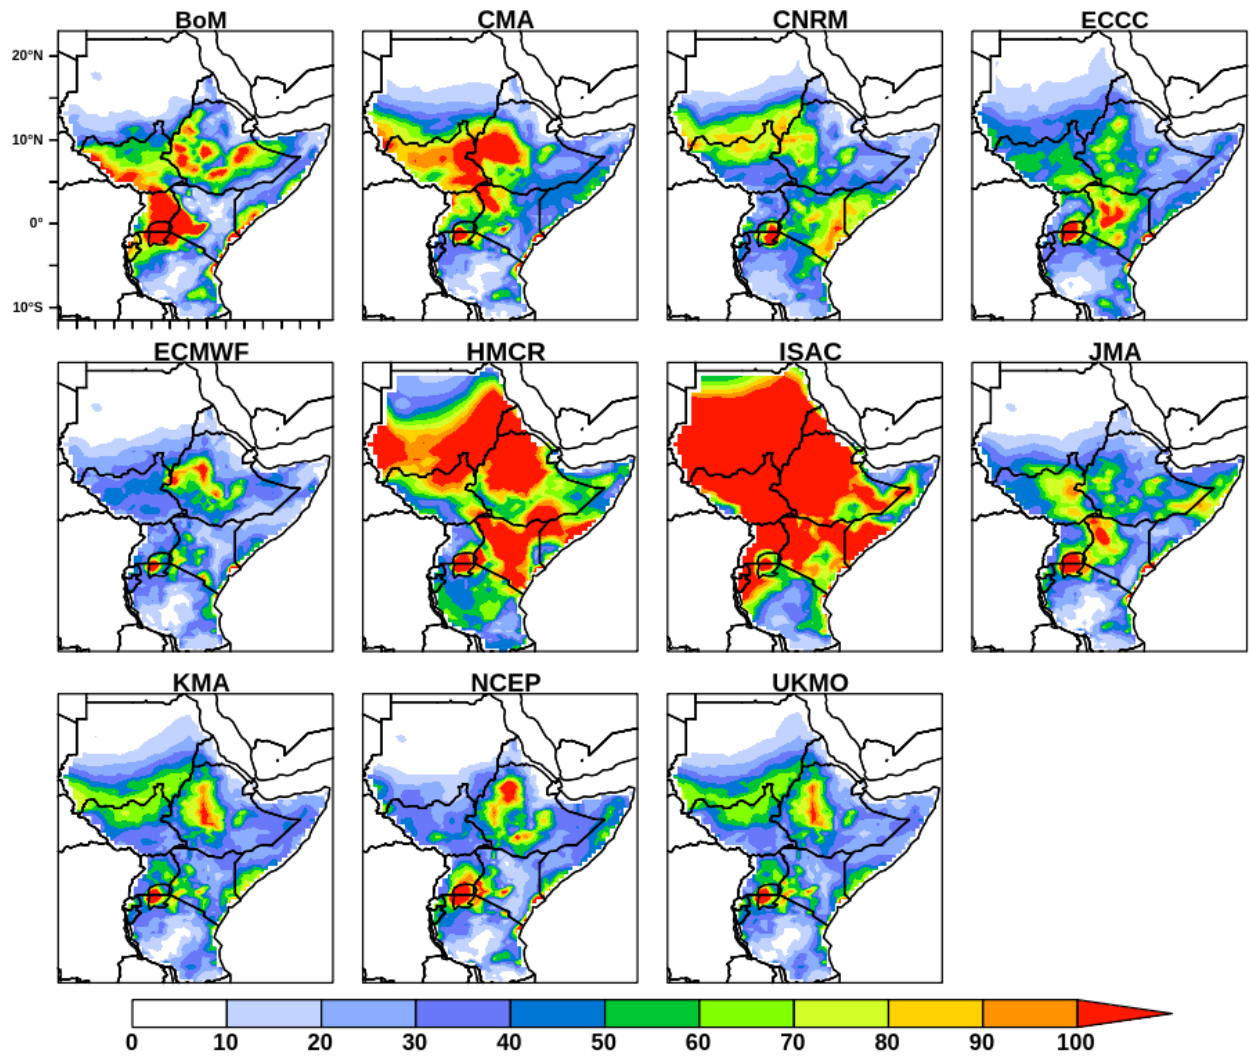 BoM CMA CNRM ECCC
20°N
10°N
0°
10°S
ECMWF HMCR ISAC JMA
KMA NCEP UKMO
0 10 20 30 40 50 60 70 80 90 100